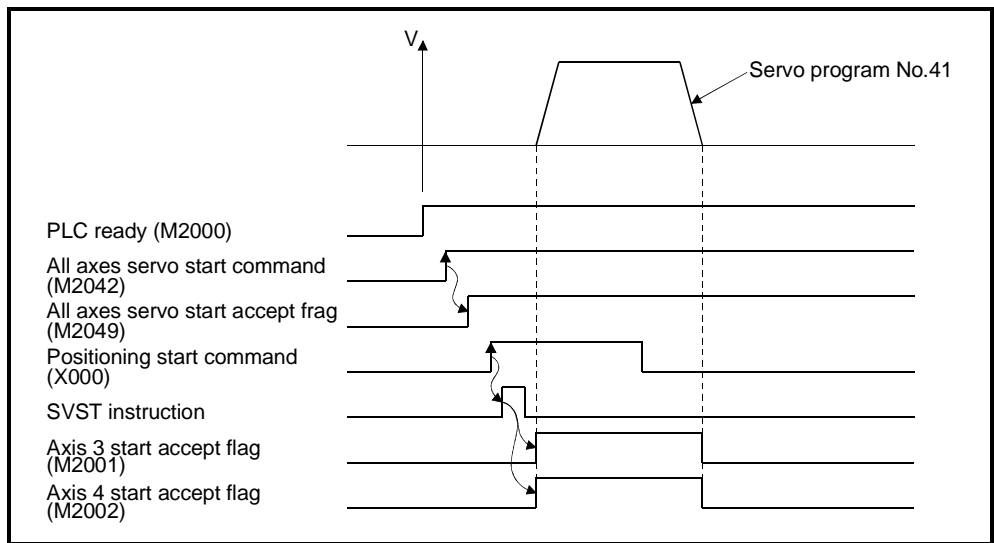 V
Servo program No.41
PLC ready (M2000)
All axes servo start command
(M2042)
All axes servo start accept frag
(M2049)
Positioning start command
(X000)
SVST instruction
Axis 3 start accept flag
(M2001)
Axis 4 start accept flag
(M2002)